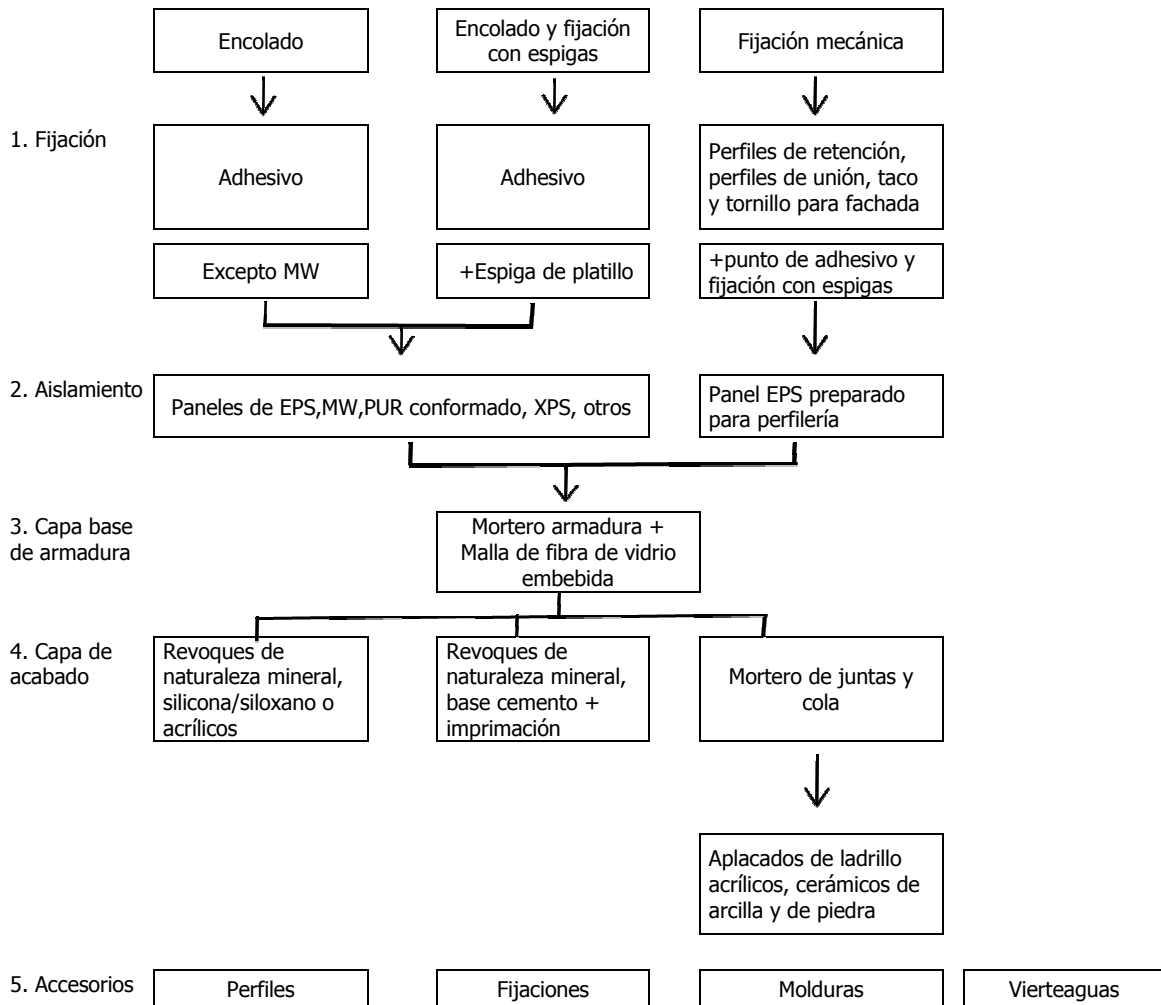 Encolado
Encolado y fijación
con espigas
Fijación mecánica
1. Fijación
Adhesivo
Adhesivo
Perfiles de retención,
perfiles de unión, taco
y tornillo para fachada
Excepto MW
+Espiga de platillo
+punto de adhesivo y
fijación con espigas
2. Aislamiento
Paneles de EPS,MW,PUR conformado, XPS, otros
Panel EPS preparado
para perfilería
3. Capa base
de armadura
Mortero armadura +
Malla de fibra de vidrio
embebida
4. Capa de
acabado
Revoques de
naturaleza mineral,
silicona/siloxano o
acrílicos
Revoques de
naturaleza mineral,
base cemento +
imprimación
Mortero de juntas y
cola
Aplacados de ladrillo
acrílicos, cerámicos de
arcilla y de piedra
5. Accesorios
Perfiles
Fijaciones
Molduras
Vierteaguas